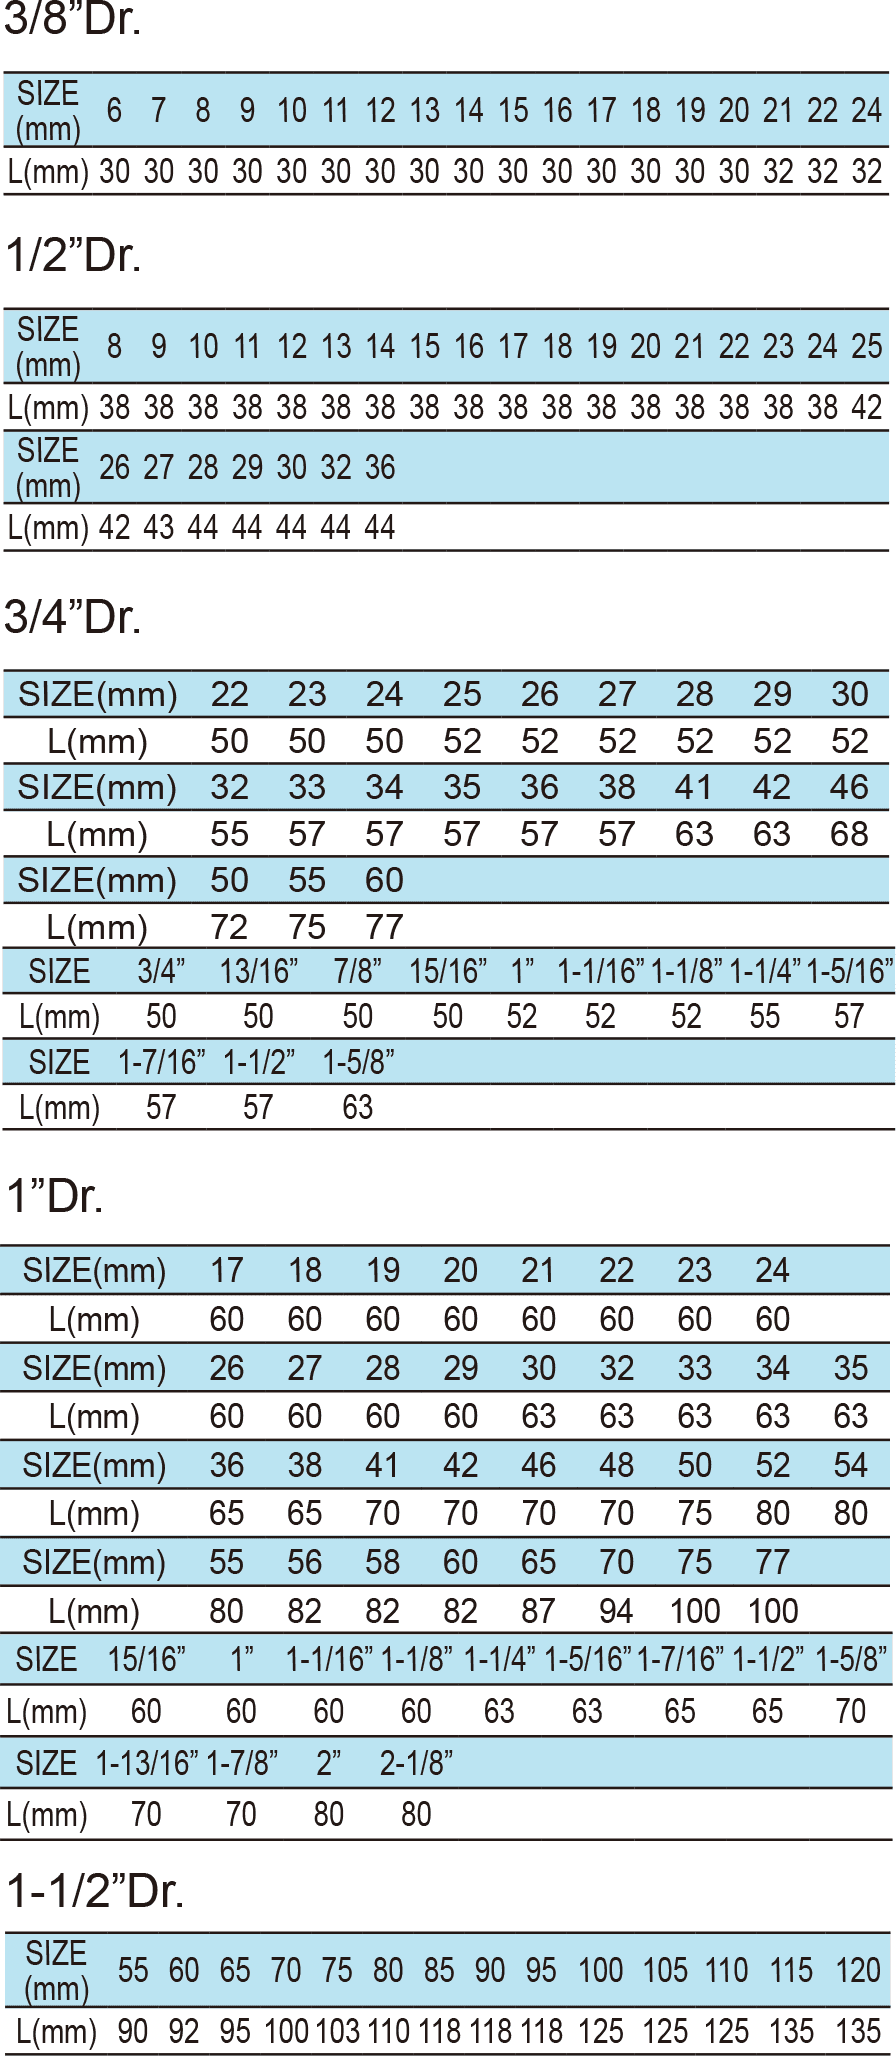 3/8”Dr.
SIZE (mm) 6 7 8 9 10 11 12 13 14 15 16 17 18 19 20 21 22 24
L(mm) 30 30 30 30 30 30 30 30 30 30 30 30 30 30 30 32 32 32
1/2”Dr.
SIZE (mm) 8 9 10 11 12 13 14 15 16 17 18 19 20 21 22 23 24 25
L(mm) 38 38 38 38 38 38 38 38 38 38 38 38 38 38 38 38 38 42
SIZE (mm) 26 27 28 29 30 32 36
L(mm) 42 43 44 44 44 44 44
3/4”Dr.
SIZE(mm) 22 23 24 25 26 27 28 29 30
L(mm) 50 50 50 52 52 52 52 52 52
SIZE(mm) 32 33 34 35 36 38 41 42 46
L(mm) 55 57 57 57 57 57 63 63 68
SIZE(mm) 50 55 60
L(mm) 72 75 77
SIZE 3/4” 13/16” 7/8” 15/16” 1” 1-1/16” 1-1/8” 1-1/4” 1-5/16”
L(mm) 50 50 50 50 52 52 52 55 57
SIZE 1-7/16” 1-1/2” 1-5/8”
L(mm) 57 57 63
1”Dr.
SIZE(mm) 17 18 19 20 21 22 23 24
L(mm) 60 60 60 60 60 60 60 60
SIZE(mm) 26 27 28 29 30 32 33 34 35
L(mm) 60 60 60 60 63 63 63 63 63
SIZE(mm) 36 38 41 42 46 48 50 52 54
L(mm) 65 65 70 70 70 70 75 80 80
SIZE(mm) 55 56 58 60 65 70 75 77
L(mm) 80 82 82 82 87 94 100 100
SIZE 15/16” 1” 1-1/16” 1-1/8” 1-1/4” 1-5/16” 1-7/16” 1-1/2” 1-5/8”
L(mm) 60 60 60 60 63 63 65 65 70
SIZE 1-13/16” 1-7/8” 2” 2-1/8”
L(mm) 70 70 80 80
1-1/2”Dr.
SIZE (mm) 55 60 65 70 75 80 85 90 95 100 105 110 115 120
L(mm) 90 92 95 100 103 110 118 118 118 125 125 125 135 135